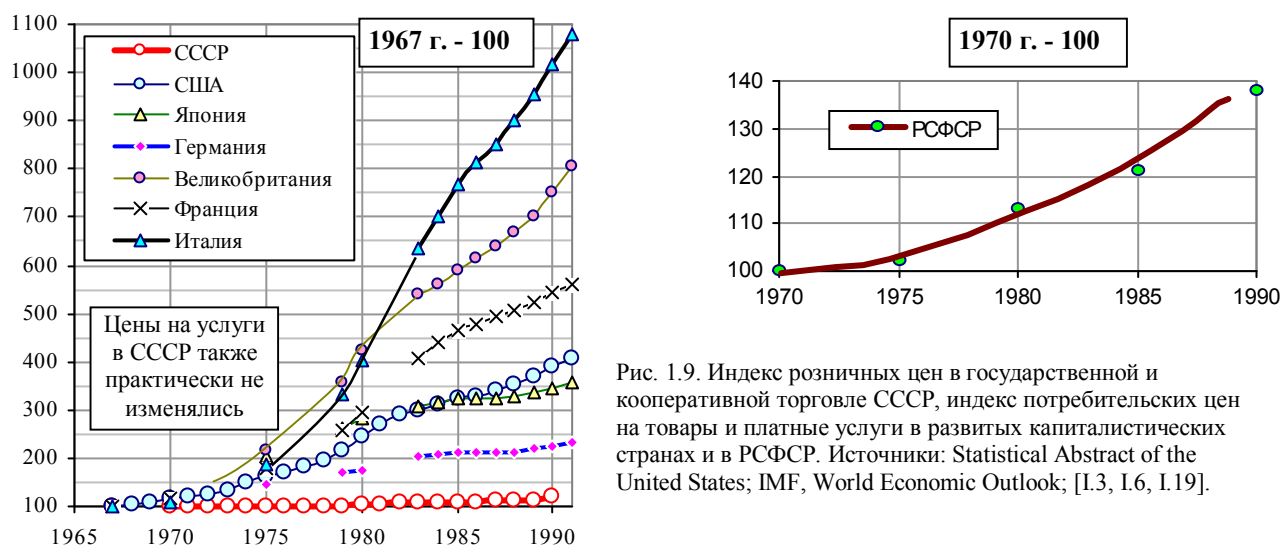 1967 г. - 100
СССР
США
Япония
Германия
Великобритания
Франция
Италия
Цены на услуги
в СССР также
практически не
изменялись
1100
1000
900
800
700
600
500
400
300
200
100
1965 1970 1975 1980 1985 1990
1970 г. - 100
РСФСР
140
130
120
110
100
1970 1975 1980 1985 1990
Рис. 1.9. Индекс розничных цен в государственной и
кооперативной торговле СССР, индекс потребительских цен
на товары и платные услуги в развитых капиталистических
странах и в РСФСР. Источники: Statistical Abstract of the
United States; IMF, World Economic Outlook; [I.3, I.6, I.19].